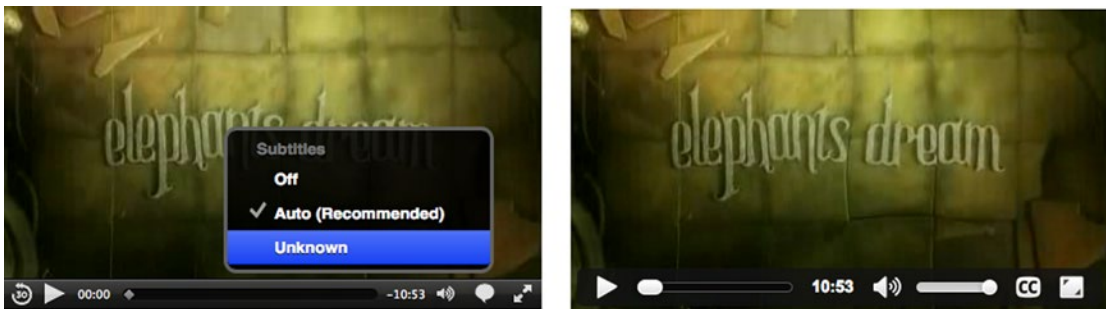 elephants dream
Subtitles
Off
Auto (Recommended)
Unknown
30
00:00
-10:53
elephants dream
10:53
CC